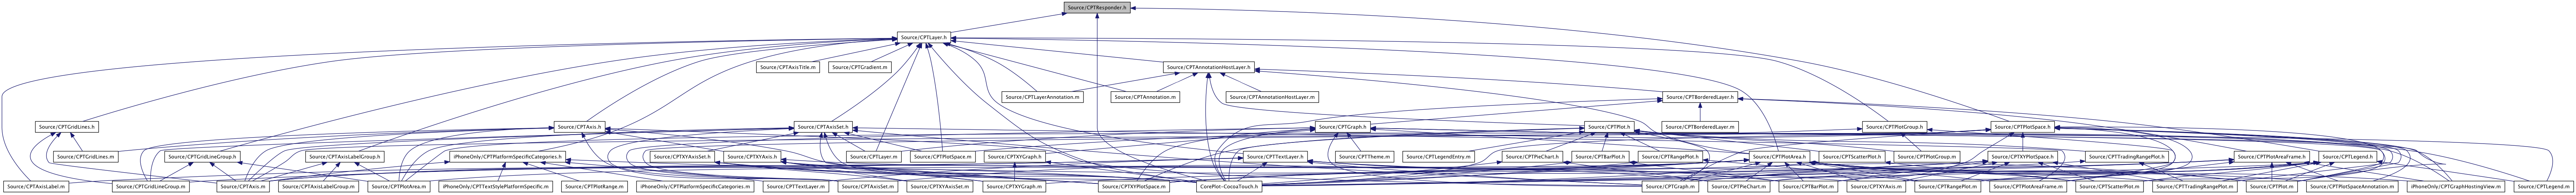 Source/CPTResponder.h
Source/CPTLayer.h
Source/CPTAxisTitle.m
Source/CPTGradient.m
Source/CPTAnnotationHostLayer.h
Source/CPTLayerAnnotation.m
Source/CPTAnnotation.m
Source/CPTAnnotationHostLayer.m
Source/CPTBorderedLayer.h
Source/CPTGridLines.h
Source/CPTAxis.h
Source/CPTAxisSet.h
Source/CPTGraph.h
Source/CPTBorderedLayer.m
Source/CPTPlot.h
Source/CPTPlotGroup.h
Source/CPTPlotSpace.h
Source/CPTGridLines.m
Source/CPTGridLineGroup.h
Source/CPTAxisLabelGroup.h
iPhoneOnly/CPTPlatformSpecificCategories.h
Source/CPTXYAxisSet.h
Source/CPTXYAxis.h
Source/CPTLayer.m
Source/CPTPlotSpace.m
Source/CPTXYGraph.h
Source/CPTTextLayer.h
Source/CPTTheme.m
Source/CPTLegendEntry.m
Source/CPTPieChart.h
Source/CPTBarPlot.h
Source/CPTRangePlot.h
Source/CPTPlotArea.h
Source/CPTScatterPlot.h
Source/CPTPlotGroup.m
Source/CPTXYPlotSpace.h
Source/CPTTradingRangePlot.h
Source/CPTPlotAreaFrame.h
Source/CPTLegend.h
Source/CPTAxisLabel.m
Source/CPTGridLineGroup.m
Source/CPTAxis.m
Source/CPTAxisLabelGroup.m
Source/CPTPlotArea.m
iPhoneOnly/CPTTextStylePlatformSpecific.m
Source/CPTPlotRange.m
iPhoneOnly/CPTPlatformSpecificCategories.m
Source/CPTTextLayer.m
Source/CPTAxisSet.m
Source/CPTXYAxisSet.m
Source/CPTXYGraph.m
Source/CPTXYPlotSpace.m
CorePlot-CocoaTouch.h
Source/CPTGraph.m
Source/CPTPieChart.m
Source/CPTBarPlot.m
Source/CPTXYAxis.m
Source/CPTRangePlot.m
Source/CPTPlotAreaFrame.m
Source/CPTScatterPlot.m
Source/CPTTradingRangePlot.m
Source/CPTPlot.m
Source/CPTPlotSpaceAnnotation.m
iPhoneOnly/CPTGraphHostingView.m
Source/CPTLegend.m